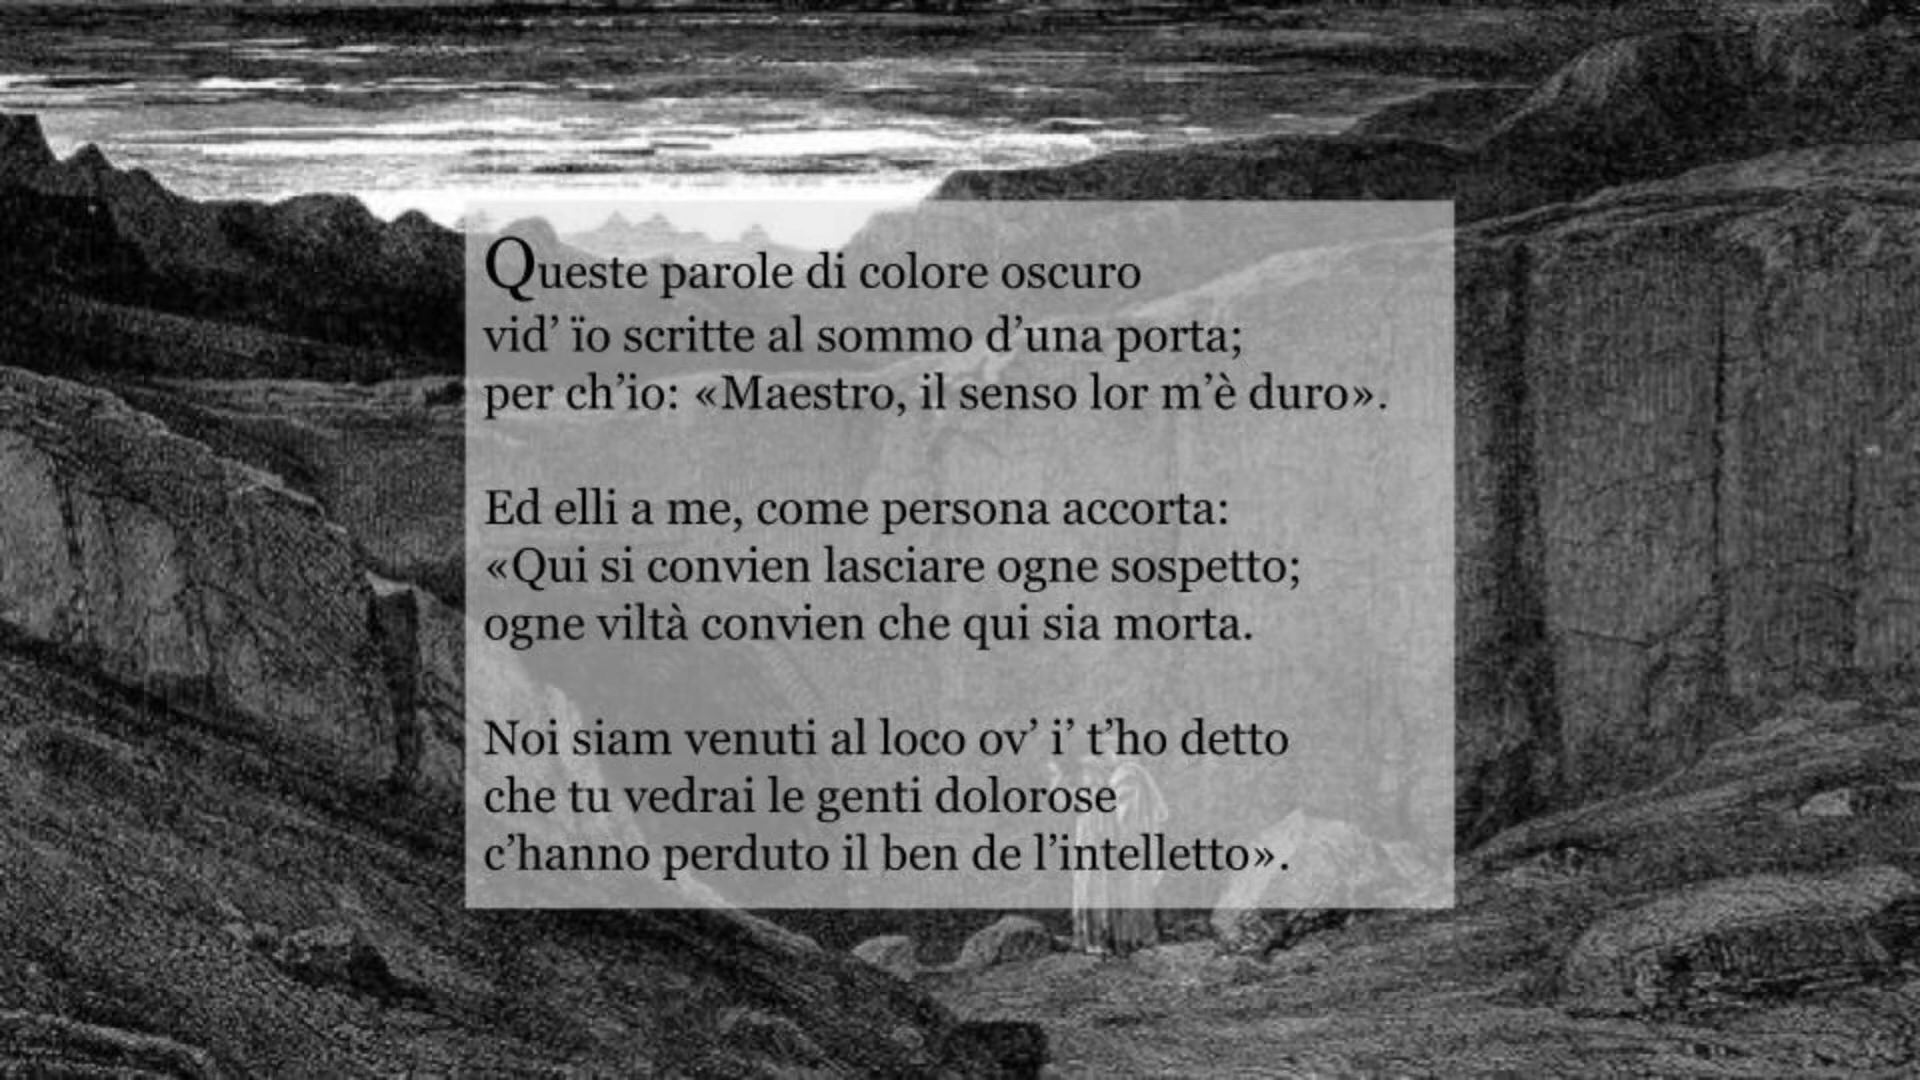 Queste parole di colore oscuro
vid’ ïo scritte al sommo d’una porta;
per ch’io: «Maestro, il senso lor m’è duro».
Ed elli a me, come persona accorta:
«Qui si convien lasciare ogne sospetto;
ogne viltà convien che qui sia morta.
Noi siam venuti al loco ov’ i’ t’ho detto
che tu vedrai le genti dolorose
c’hanno perduto il ben de l’intelletto».